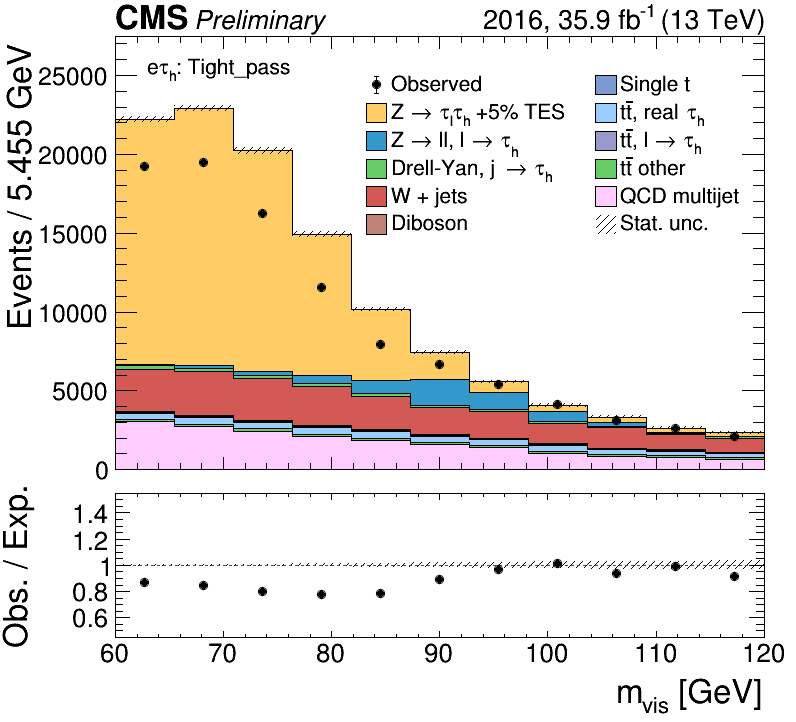 CMS Preliminary 2016, 35.9 fb⁻¹ (13 TeV)
Events / 5.455 GeV
eτₕ: Tight_pass
Observed
Z → τₗτₕ +5% TES
Z → ll, l → τₕ
Drell-Yan, j → τₕ
W + jets
Diboson
Single t
tt̄, real τₕ
tt̄, l → τₕ
tt̄ other
QCD multijet
Stat. unc.
25000
20000
15000
10000
5000
0
Obs. / Exp.
1.4
1.2
1
0.8
0.6
60 70 80 90 100 110 120
m_vis [GeV]